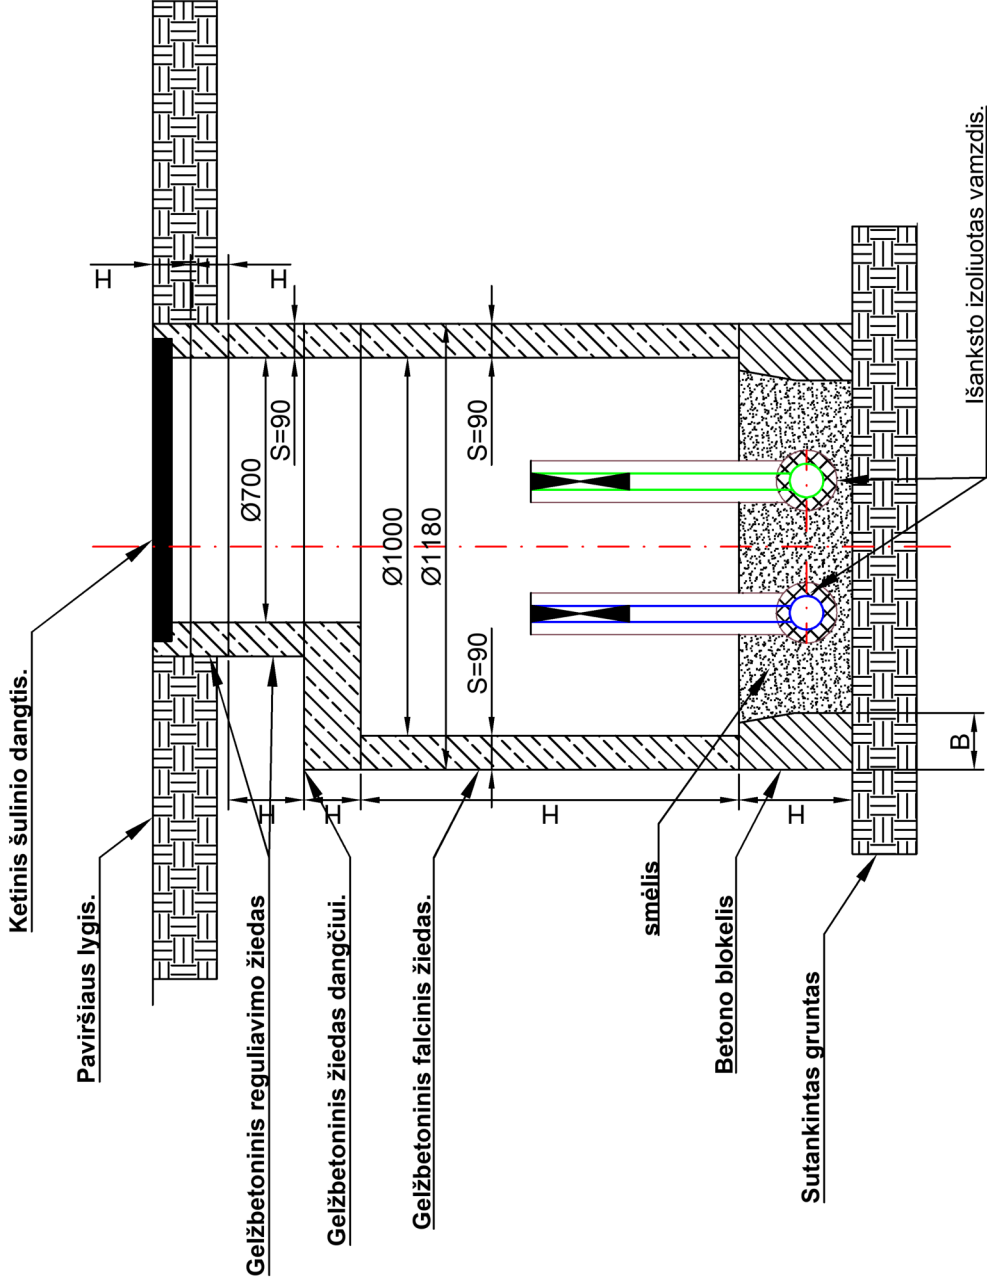 Ketinis šulinio dangtis.
Paviršiaus lygis.
Gelžbetoninis reguliavimo žiedas
Gelžbetoninis žiedas dangčiui.
Gelžbetoninis falcinis žiedas.
smėlis
Betono blokelis
Sutankintas gruntas
Išanksto izoliuotas vamzdis.
H
H
S=90
Ø700
Ø1000
Ø1180
S=90
S=90
H
H
H
H
B